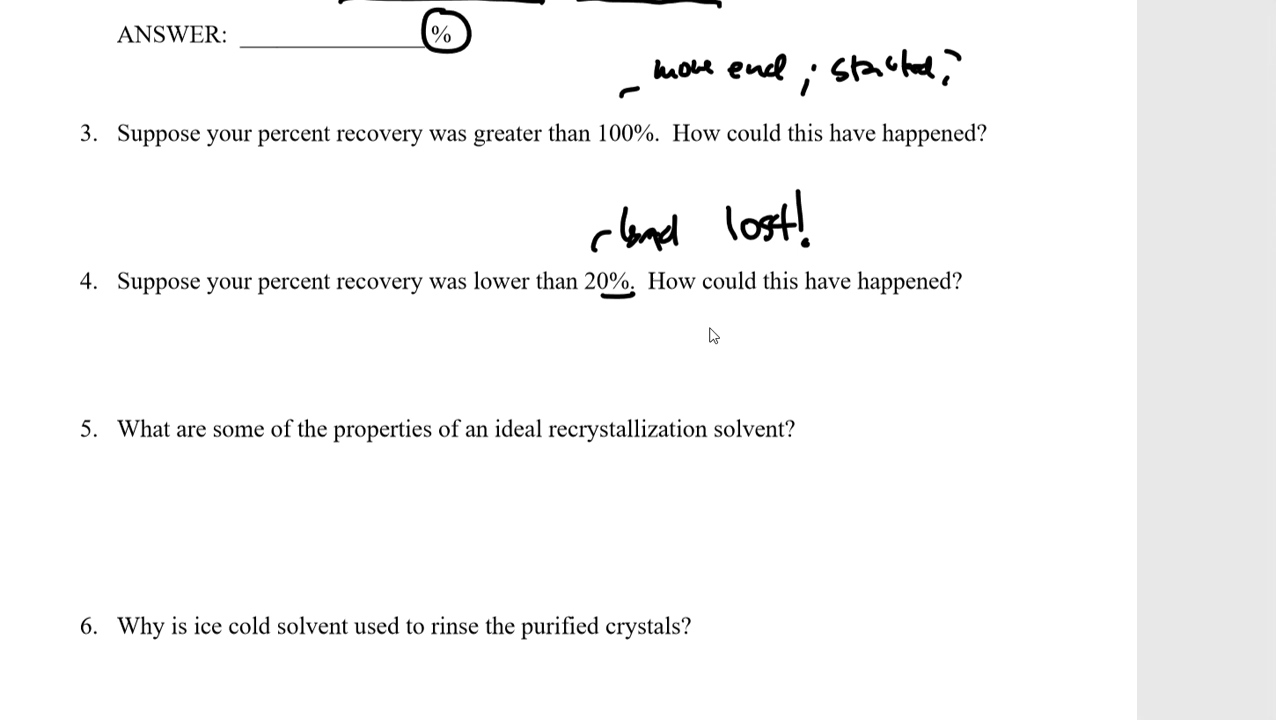 ANSWER: ____________ %
more end; started?
3. Suppose your percent recovery was greater than 100%. How could this have happened?
lost!
4. Suppose your percent recovery was lower than 20%. How could this have happened?
5. What are some of the properties of an ideal recrystallization solvent?
6. Why is ice cold solvent used to rinse the purified crystals?